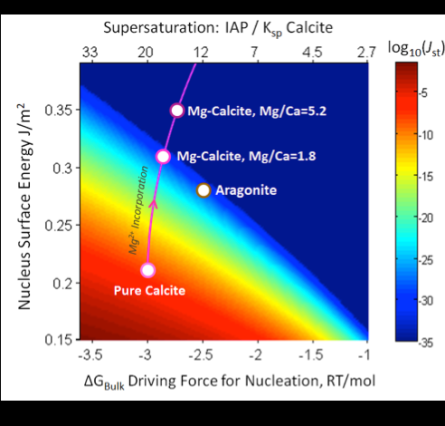 Supersaturation: IAP / Ksp Calcite
33 20 12 7 4.5 2.7
log10(Jst)
Nucleus Surface Energy J/m²
0.35
0.3
0.25
0.2
0.15
Mg-Calcite, Mg/Ca=5.2
Mg-Calcite, Mg/Ca=1.8
Aragonite
Mg²⁺ Incorporation
Pure Calcite
-5
-10
-15
-20
-25
-30
-35
-3.5 -3 -2.5 -2 -1.5 -1
ΔGBulk Driving Force for Nucleation, RT/mol